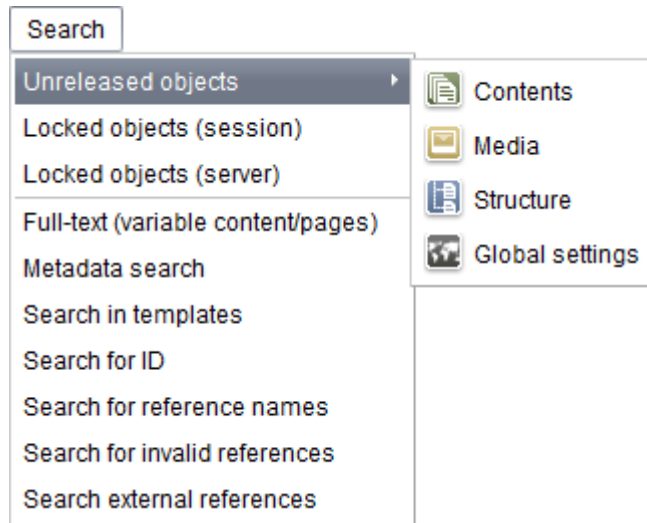 Search
Unreleased objects
Locked objects (session)
Locked objects (server)
Full-text (variable content/pages)
Metadata search
Search in templates
Search for ID
Search for reference names
Search for invalid references
Search external references
Contents
Media
Structure
Global settings